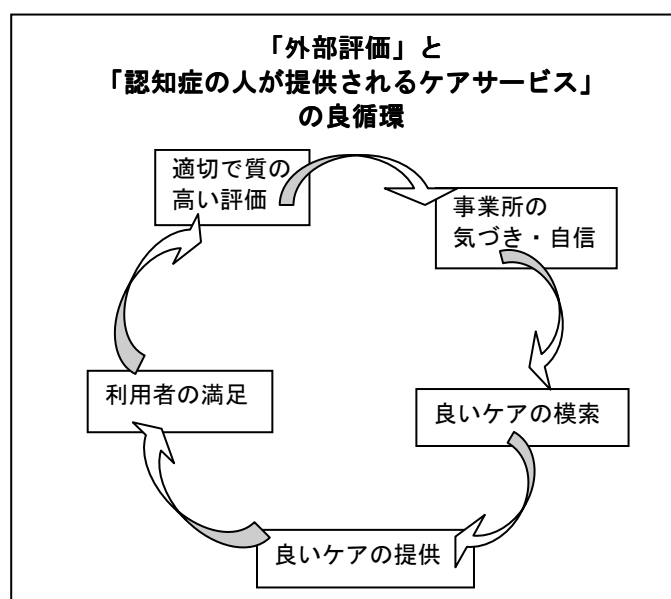 「外部評価」と
「認知症の人が提供されるケアサービス」
の良循環
適切で質の
高い評価
事業所の
気づき・自信
利用者の満足
良いケアの模索
良いケアの提供